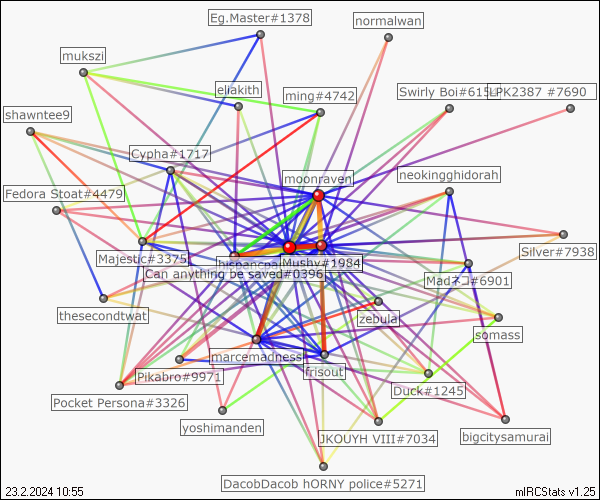 Eg.Master#1378
normalwan
mukszi
eliakith
ming#4742
Swirly Boi#615
LPK2387 #7690
shawntee9
Cypha#1717
moonraven
neokingghidorah
Fedora Stoat#4479
Majestic#3375
Mushy#1984
Silver#7938
Can anything be saved#0396
Madネコ#6901
thesecondtwat
zebula
somass
marcemadness
frisout
Pikabro#9971
Duck#1245
Pocket Persona#3326
yoshimanden
JKOUYH VIII#7034
bigcitysamurai
DacobDacob hORNY police#5271
23.2.2024 10:55
mIRCStats v1.25